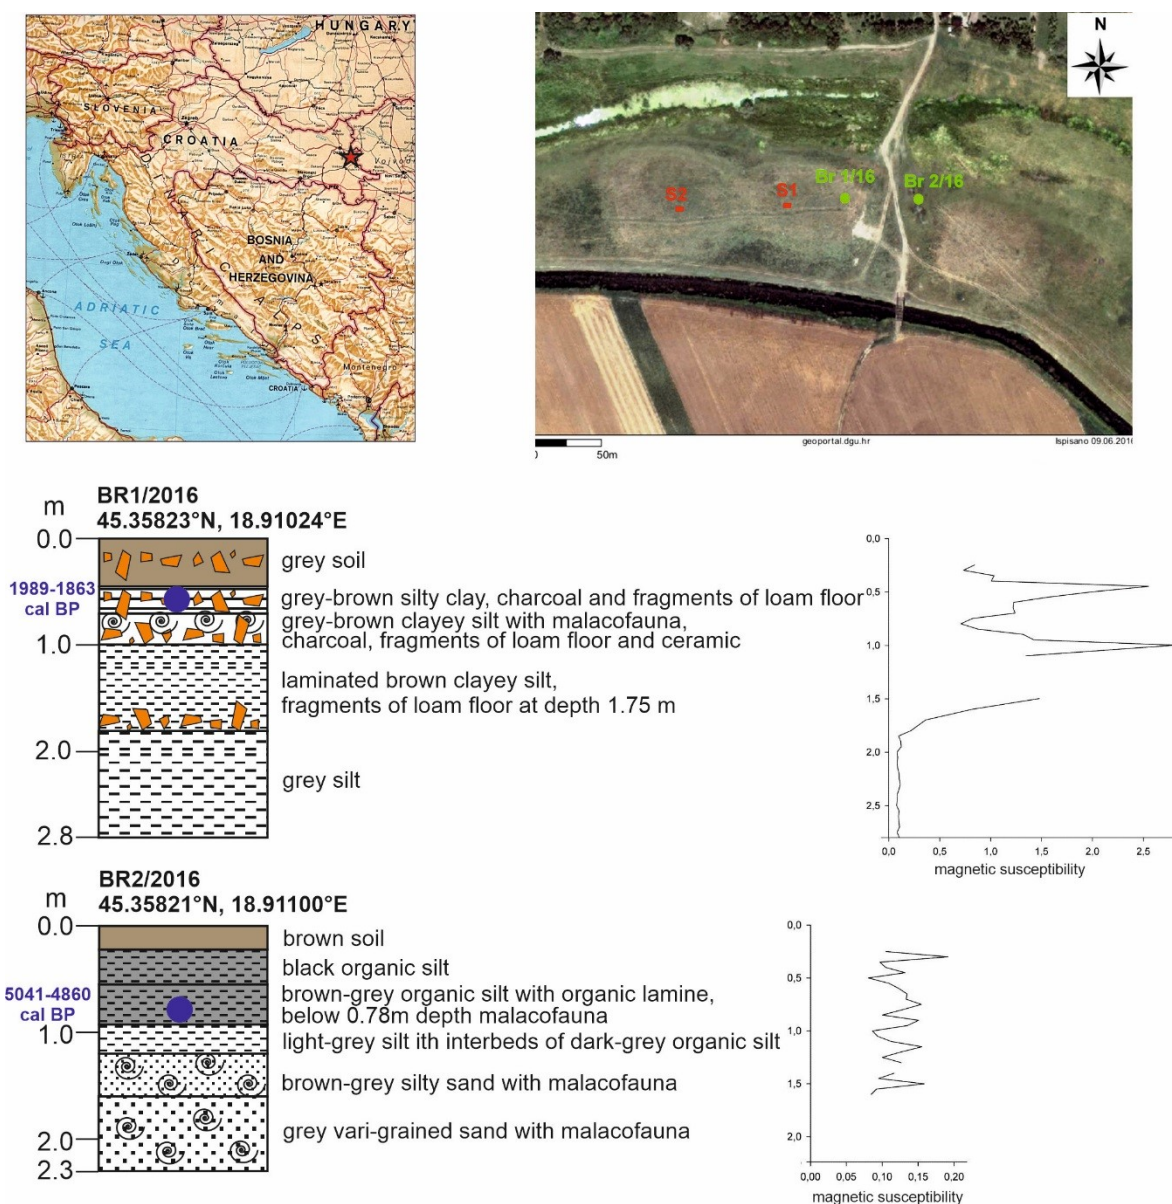 HUNGARY
SLOVENIA
Zagreb
CROATIA
BOSNIA
AND
HERZEGOVINA
DINARIC ALPS
ADRIATIC
SEA
Montenegro
CROATIA
N
S2
S1
Br 1/16
Br 2/16
0
50m
geoportal.dgu.hr
Ispisano 09.06.2016
m
BR1/2016
45.35823°N, 18.91024°E
0.0
grey soil
1989-1863
cal BP
grey-brown silty clay, charcoal and fragments of loam floor
grey-brown clayey silt with malacofauna,
charcoal, fragments of loam floor and ceramic
1.0
laminated brown clayey silt,
fragments of loam floor at depth 1.75 m
2.0
grey silt
2.8
0,0
0,5
1,0
1,5
2,0
2,5
0,0 0,5 1,0 1,5 2,0 2,5
magnetic susceptibility
m
BR2/2016
45.35821°N, 18.91100°E
0.0
brown soil
black organic silt
5041-4860
cal BP
brown-grey organic silt with organic lamine,
below 0.78m depth malacofauna
1.0
light-grey silt ith interbeds of dark-grey organic silt
brown-grey silty sand with malacofauna
grey vari-grained sand with malacofauna
2.0
2.3
0,0
0,5
1,0
1,5
2,0
0,00 0,05 0,10 0,15 0,20
magnetic susceptibility